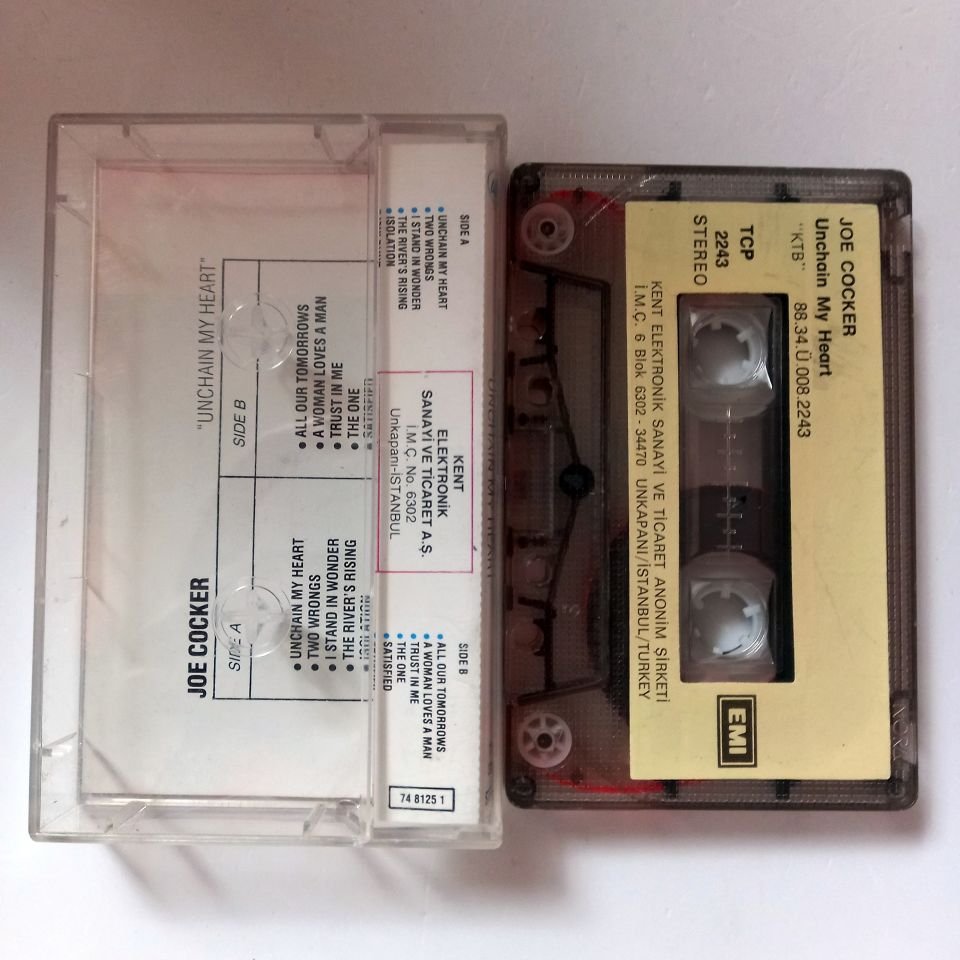 JOE COCKER
"UNCHAIN MY HEART"
SIDE A
SIDE B
● UNCHAIN MY HEART
● TWO WRONGS
● I STAND IN WONDER
● THE RIVER'S RISING
● ALL OUR TOMORROWS
● A WOMAN LOVES A MAN
● TRUST IN ME
● THE ONE
● SATISFIED
SIDE A
● UNCHAIN MY HEART
● TWO WRONGS
● I STAND IN WONDER
● THE RIVER'S RISING
● ISOLATION
KENT
ELEKTRONİK
SANAYİ VE TİCARET A.Ş.
İ.M.Ç. No. 6302
Unkapanı-İSTANBUL
SIDE B
● ALL OUR TOMORROWS
● A WOMAN LOVES A MAN
● TRUST IN ME
● THE ONE
● SATISFIED
74 8125 1
JOE COCKER
Unchain My Heart
"KTB" 88.34.Ü.008.2243
TCP
2243
STEREO
EMI
KENT ELEKTRONİK SANAYİ VE TİCARET ANONİM ŞİRKETİ
İ.M.Ç. 6 Blok 6302 - 34470 UNKAPANI/İSTANBUL/TURKEY